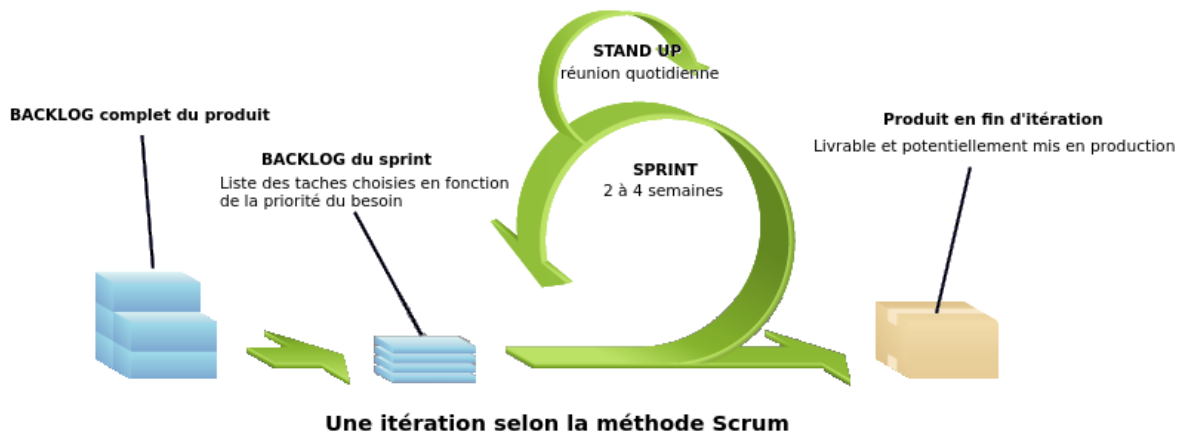 STAND UP
réunion quotidienne
BACKLOG complet du produit
BACKLOG du sprint
Liste des taches choisies en fonction
de la priorité du besoin
SPRINT
2 à 4 semaines
Produit en fin d'itération
Livrable et potentiellement mis en production
Une itération selon la méthode Scrum